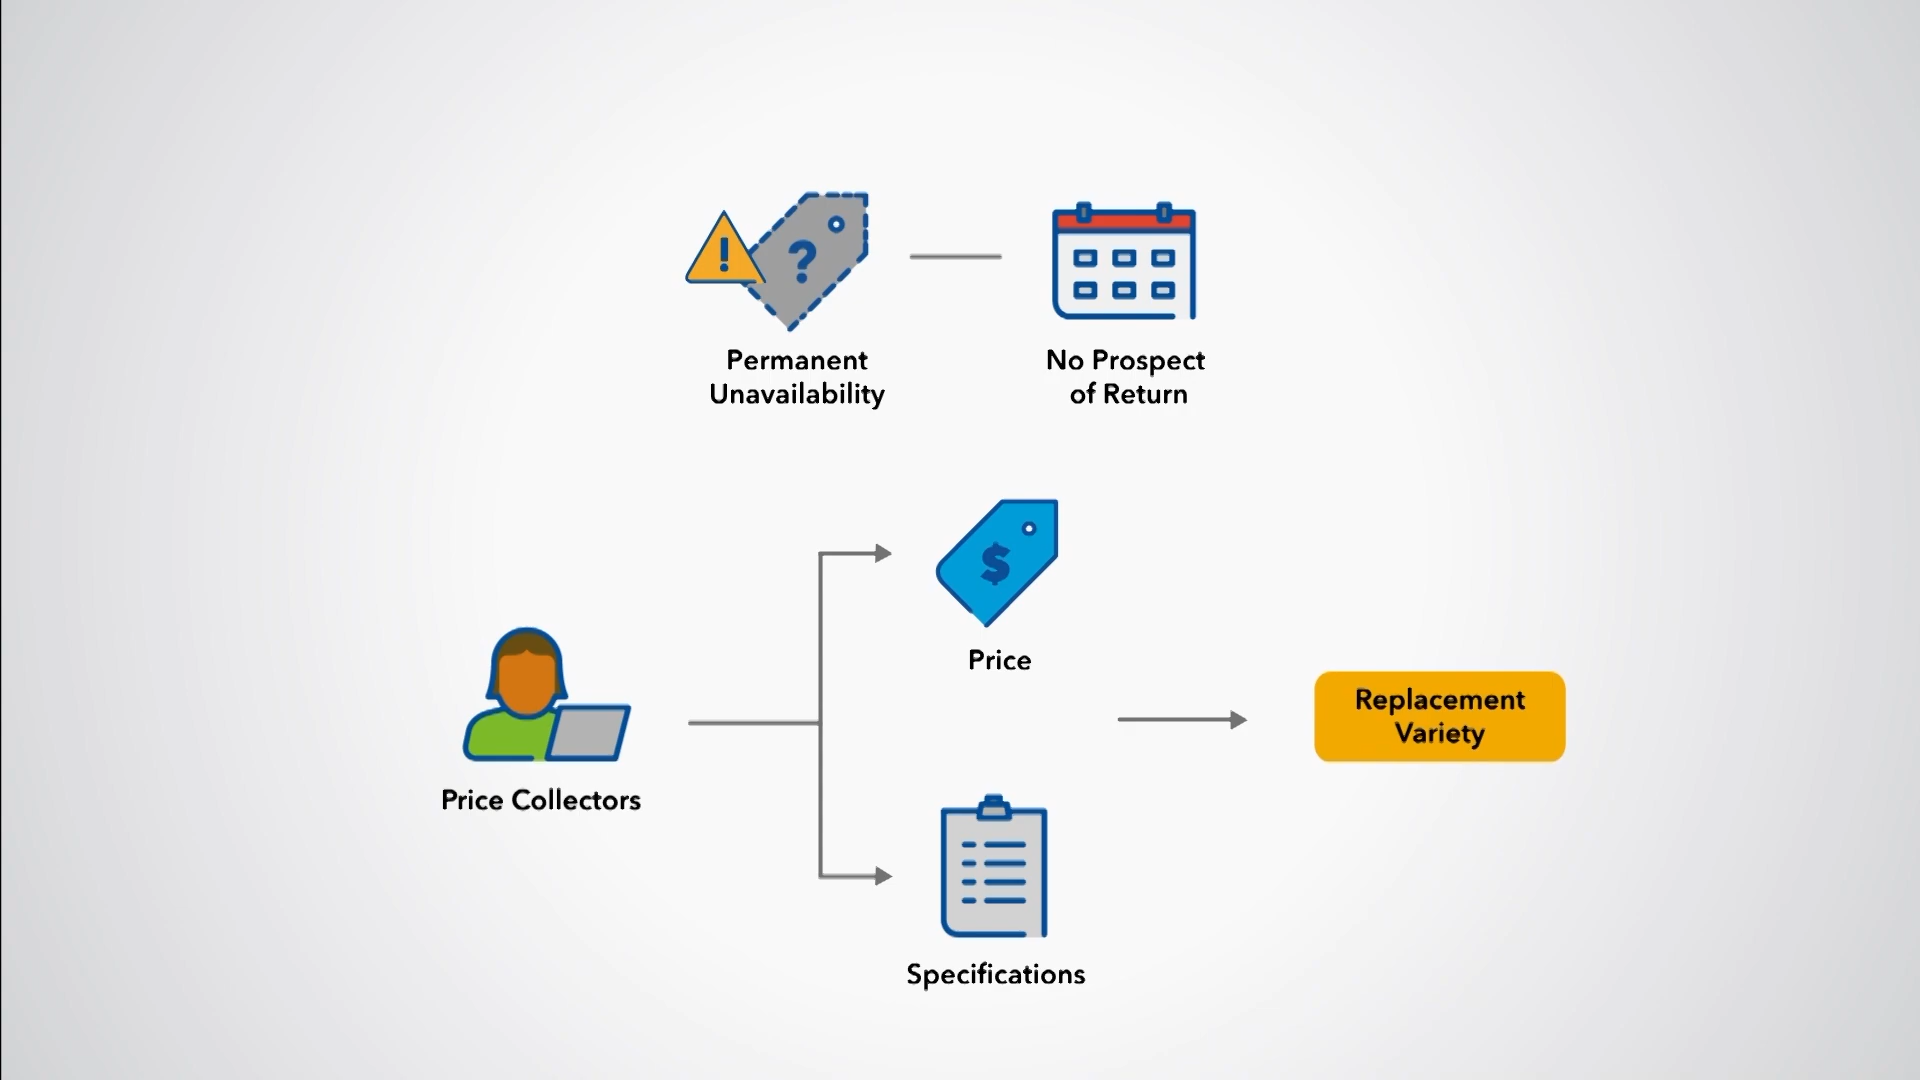 Permanent
Unavailability
No Prospect
of Return
Price
Replacement
Variety
Price Collectors
Specifications